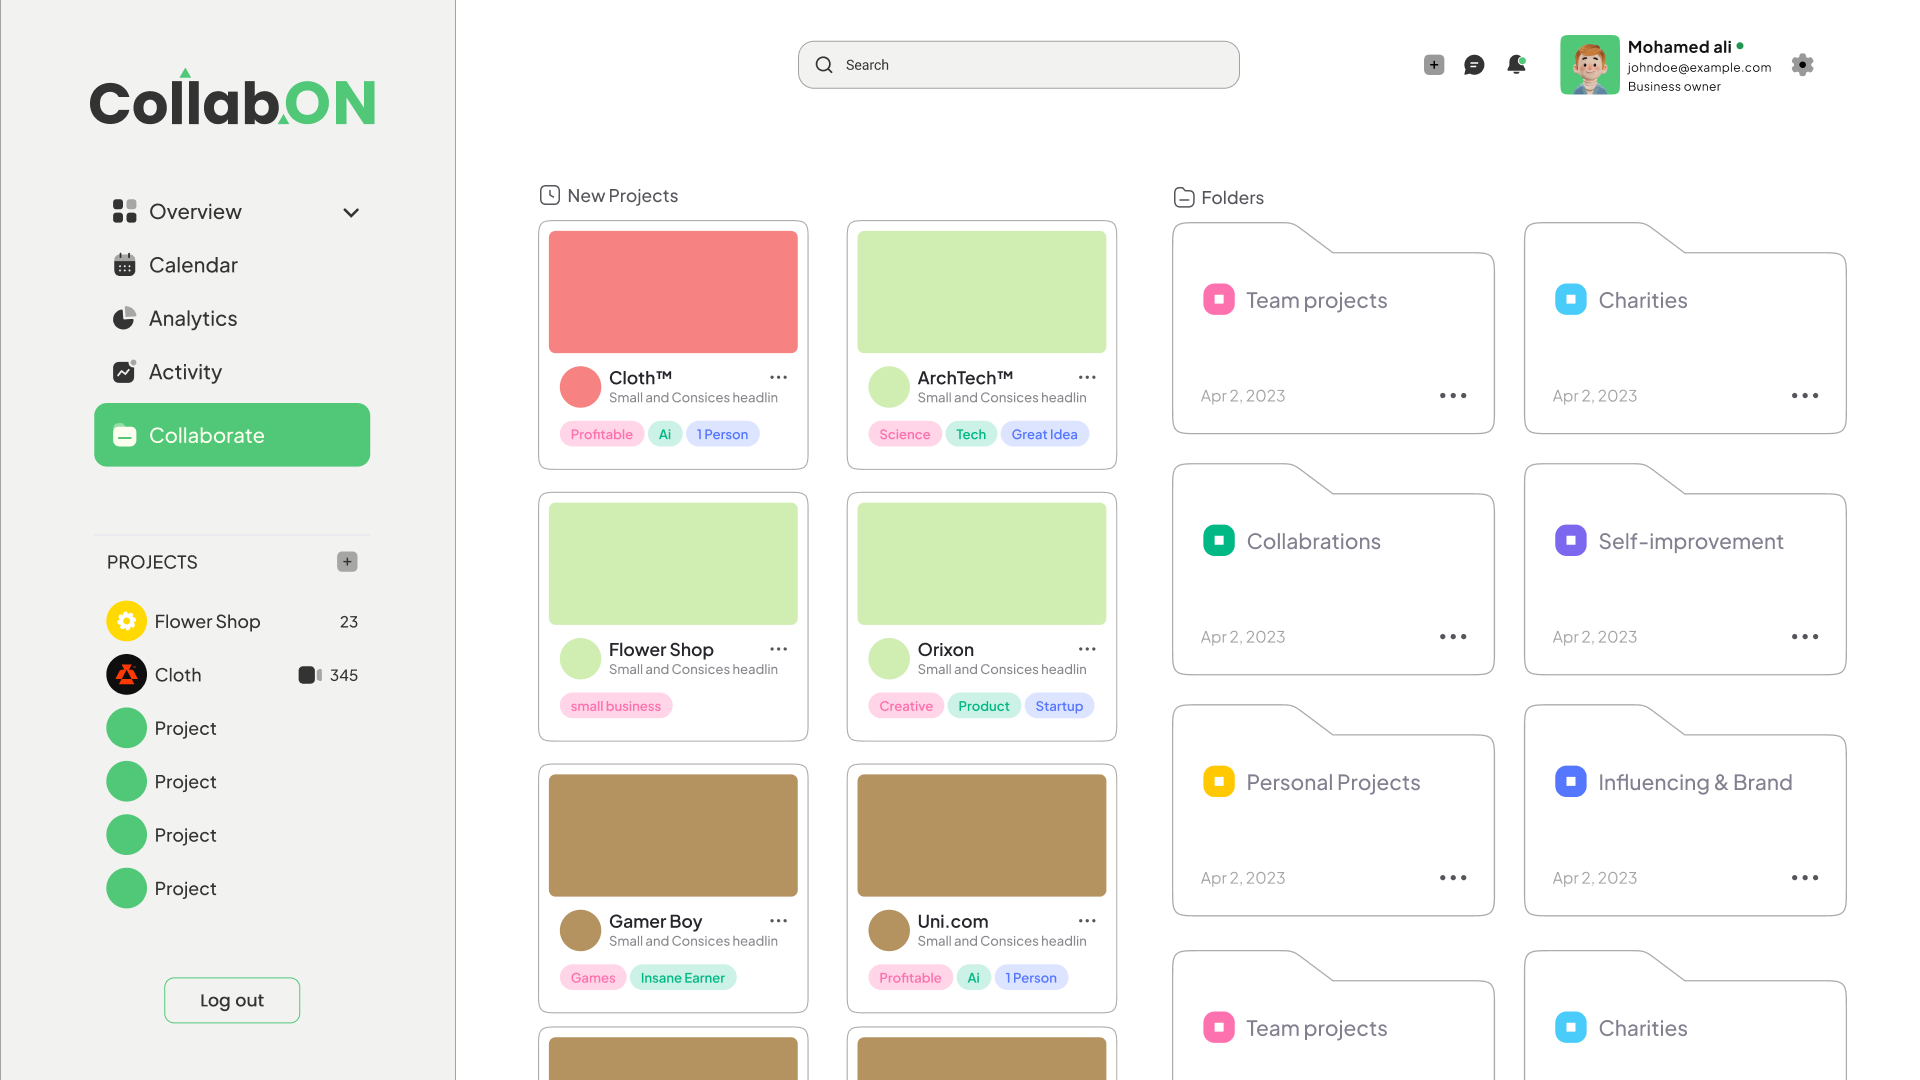 CollabON
Overview
Calendar
Analytics
Activity
Collaborate
PROJECTS
Flower Shop 23
Cloth 345
Project
Project
Project
Project
Log out
Search
Mohamed ali
johndoe@example.com
Business owner
New Projects
Cloth™
Small and Consices headlin
Profitable Ai 1 Person
ArchTech™
Small and Consices headlin
Science Tech Great Idea
Flower Shop
Small and Consices headlin
small business
Orixon
Small and Consices headlin
Creative Product Startup
Gamer Boy
Small and Consices headlin
Games Insane Earner
Uni.com
Small and Consices headlin
Profitable Ai 1 Person
Folders
Team projects
Apr 2, 2023
Charities
Apr 2, 2023
Collabrations
Apr 2, 2023
Self-improvement
Apr 2, 2023
Personal Projects
Apr 2, 2023
Influencing & Brand
Apr 2, 2023
Team projects
Charities